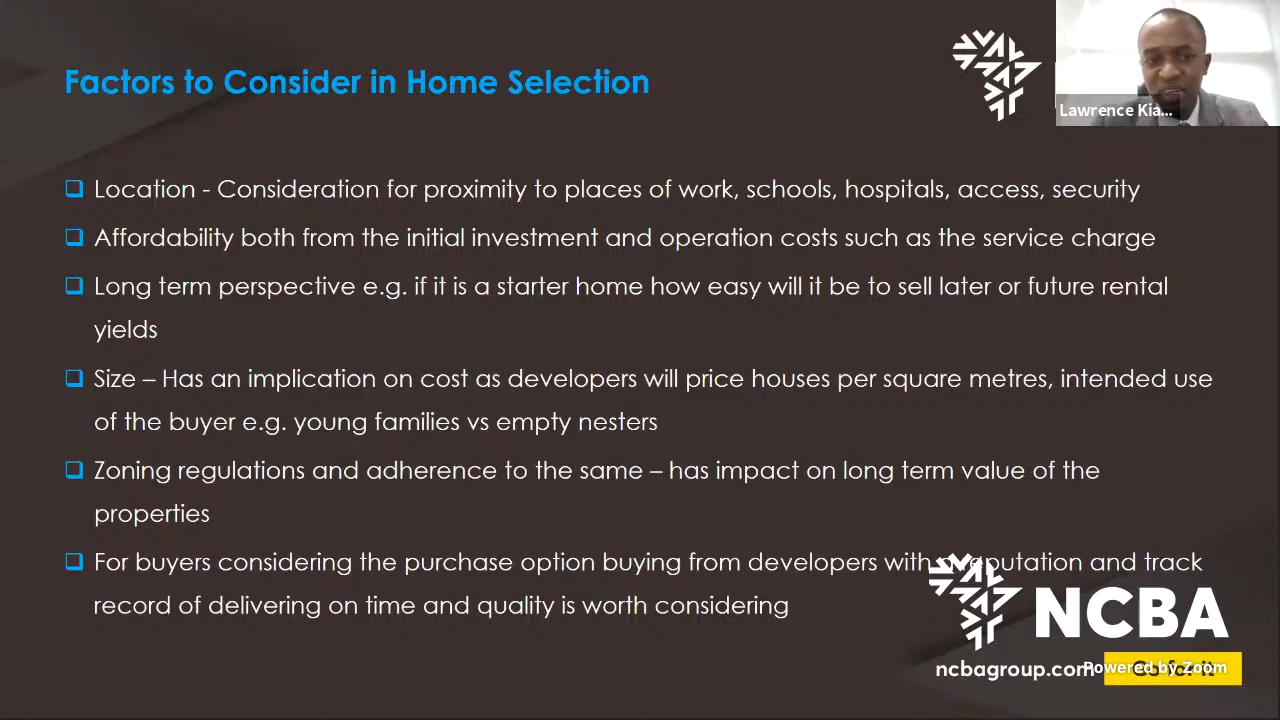 Factors to Consider in Home Selection
Lawrence Kia...
❑ Location - Consideration for proximity to places of work, schools, hospitals, access, security
❑ Affordability both from the initial investment and operation costs such as the service charge
❑ Long term perspective e.g. if it is a starter home how easy will it be to sell later or future rental
yields
❑ Size – Has an implication on cost as developers will price houses per square metres, intended use
of the buyer e.g. young families vs empty nesters
❑ Zoning regulations and adherence to the same – has impact on long term value of the
properties
❑ For buyers considering the purchase option buying from developers with a reputation and track
record of delivering on time and quality is worth considering
NCBA
ncbagroup.com
Go for it
Powered by Zoom